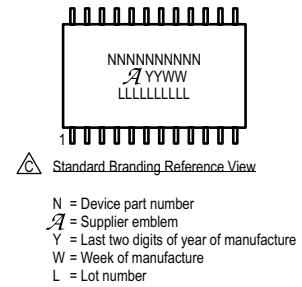 NNNNNNNNNN
𝒜 YYWW
LLLLLLLLLL
1
C Standard Branding Reference View
N = Device part number
𝒜 = Supplier emblem
Y = Last two digits of year of manufacture
W = Week of manufacture
L = Lot number